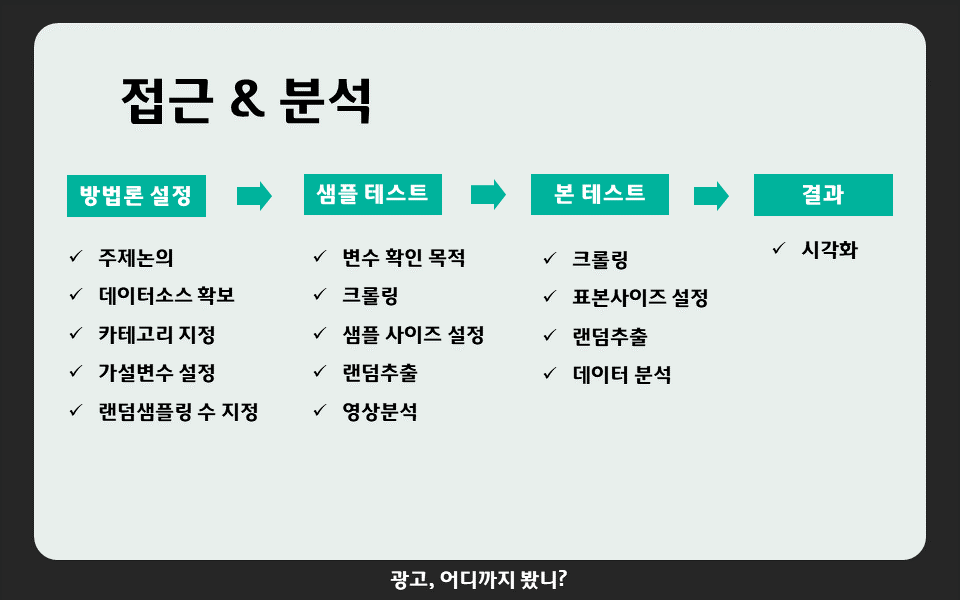 접근 & 분석
방법론 설정
주제논의
데이터소스 확보
카테고리 지정
가설변수 설정
랜덤샘플링 수 지정
샘플 테스트
변수 확인 목적
크롤링
샘플 사이즈 설정
랜덤추출
영상분석
본 테스트
크롤링
표본사이즈 설정
랜덤추출
데이터 분석
결과
시각화
광고, 어디까지 봤니?